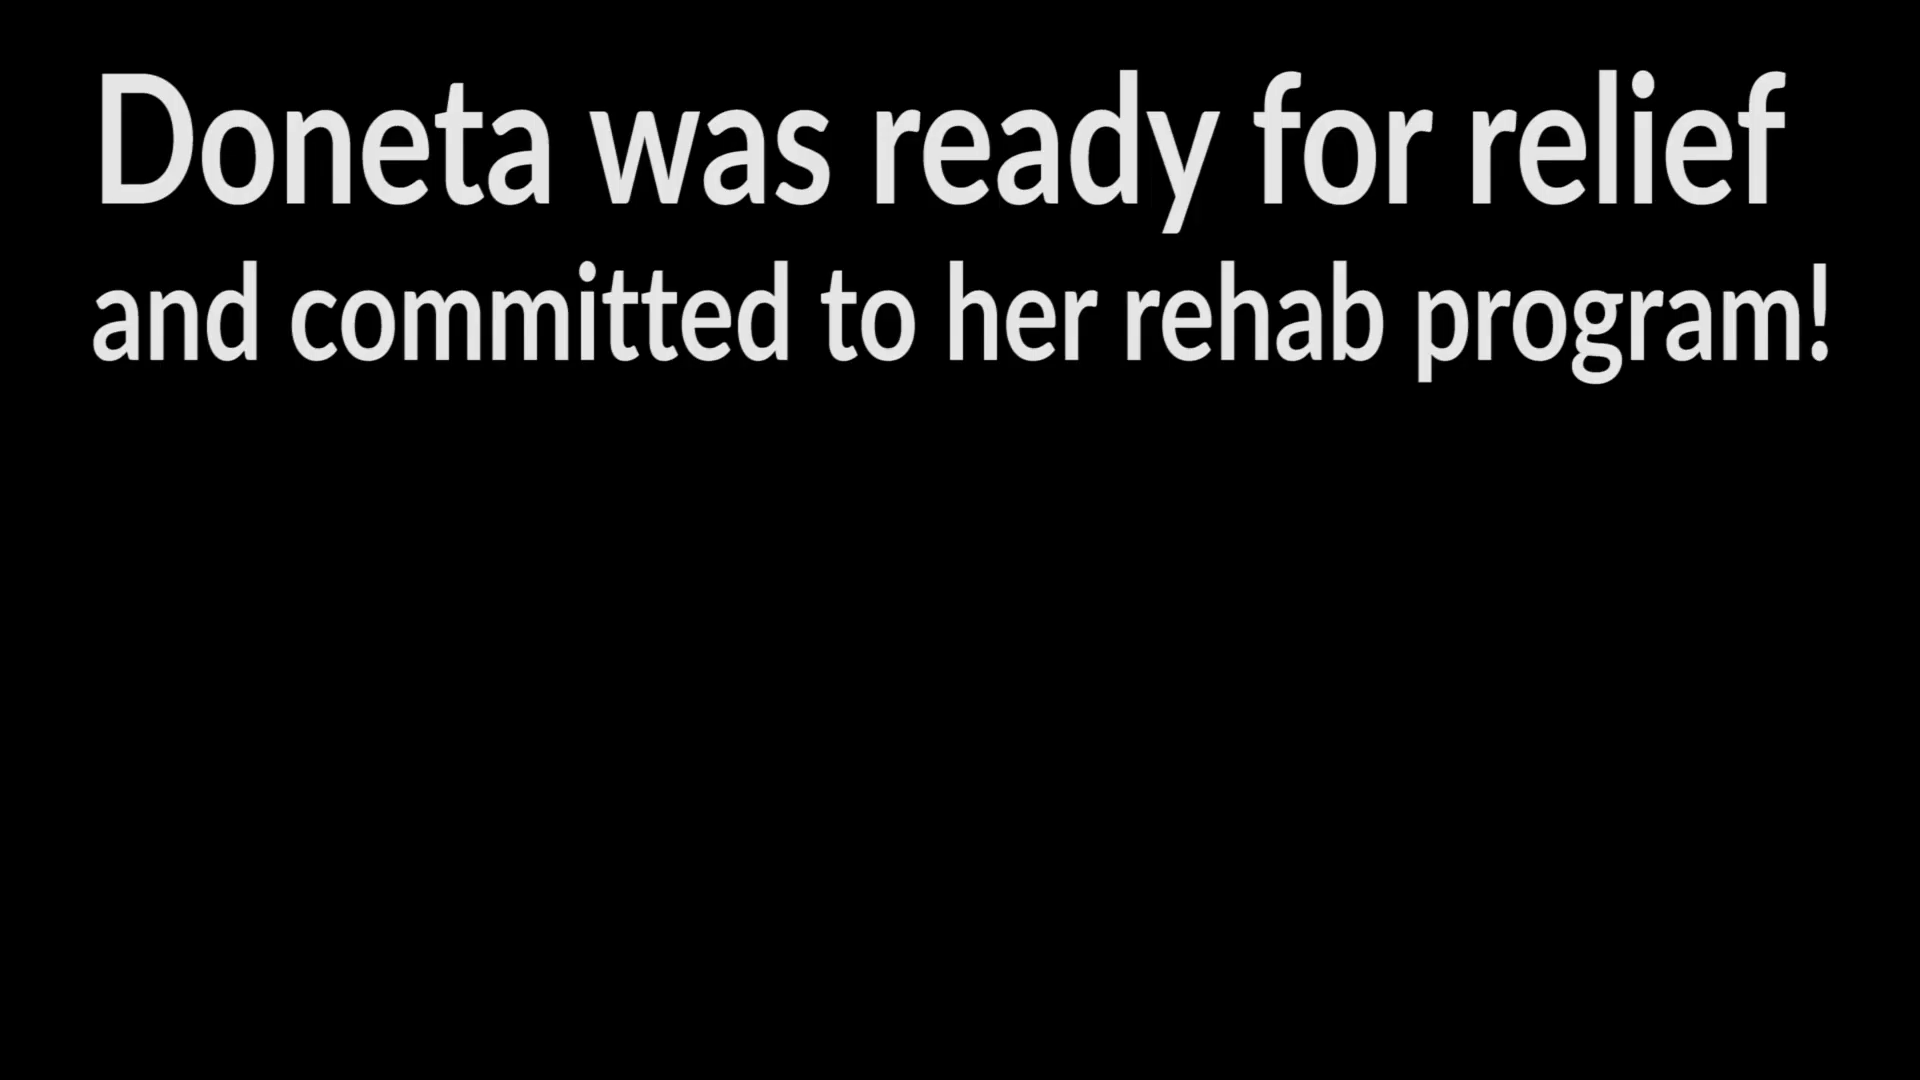 Doneta was ready for relief
and committed to her rehab program!